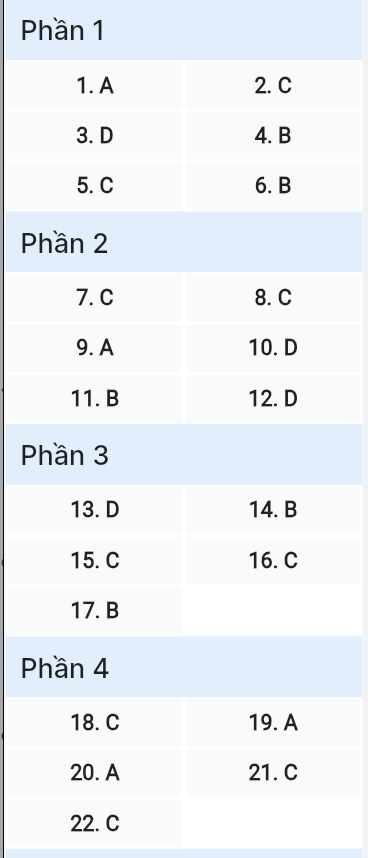 Phần 1
1. A 2. C
3. D 4. B
5. C 6. B
Phần 2
7. C 8. C
9. A 10. D
11. B 12. D
Phần 3
13. D 14. B
15. C 16. C
17. B
Phần 4
18. C 19. A
20. A 21. C
22. C